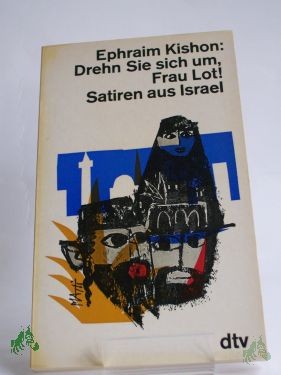 Ephraim Kishon:
Drehn Sie sich um,
Frau Lot!
Satiren aus Israel
dtv